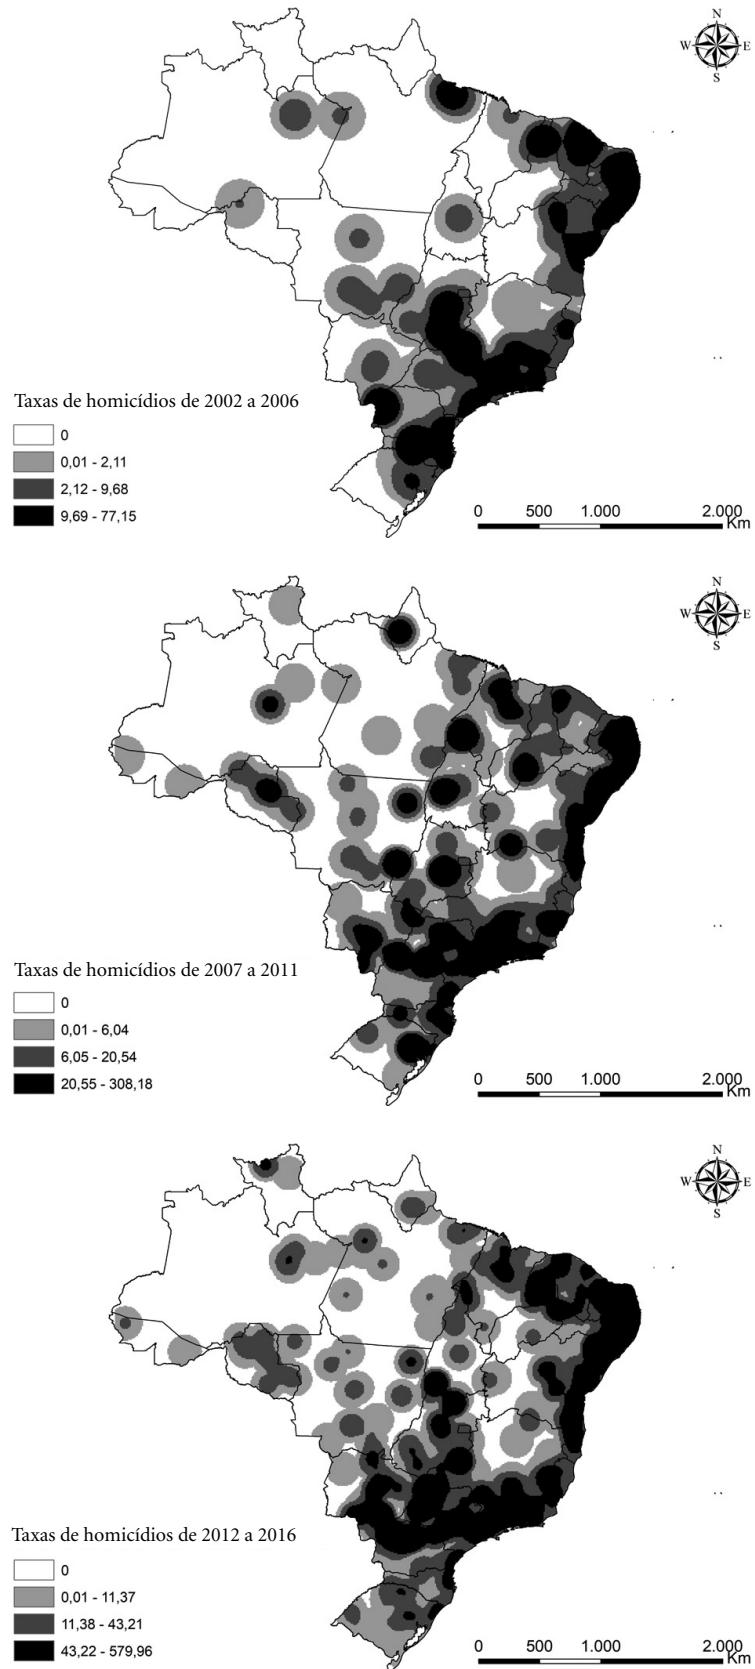 N
W E
S
Taxas de homicídios de 2002 a 2006
0
0,01 - 2,11
2,12 - 9,68
9,69 - 77,15
0 500 1.000 2.000
Km
N
W E
S
Taxas de homicídios de 2007 a 2011
0
0,01 - 6,04
6,05 - 20,54
20,55 - 308,18
0 500 1.000 2.000
Km
N
W E
S
Taxas de homicídios de 2012 a 2016
0
0,01 - 11,37
11,38 - 43,21
43,22 - 579,96
0 500 1.000 2.000
Km